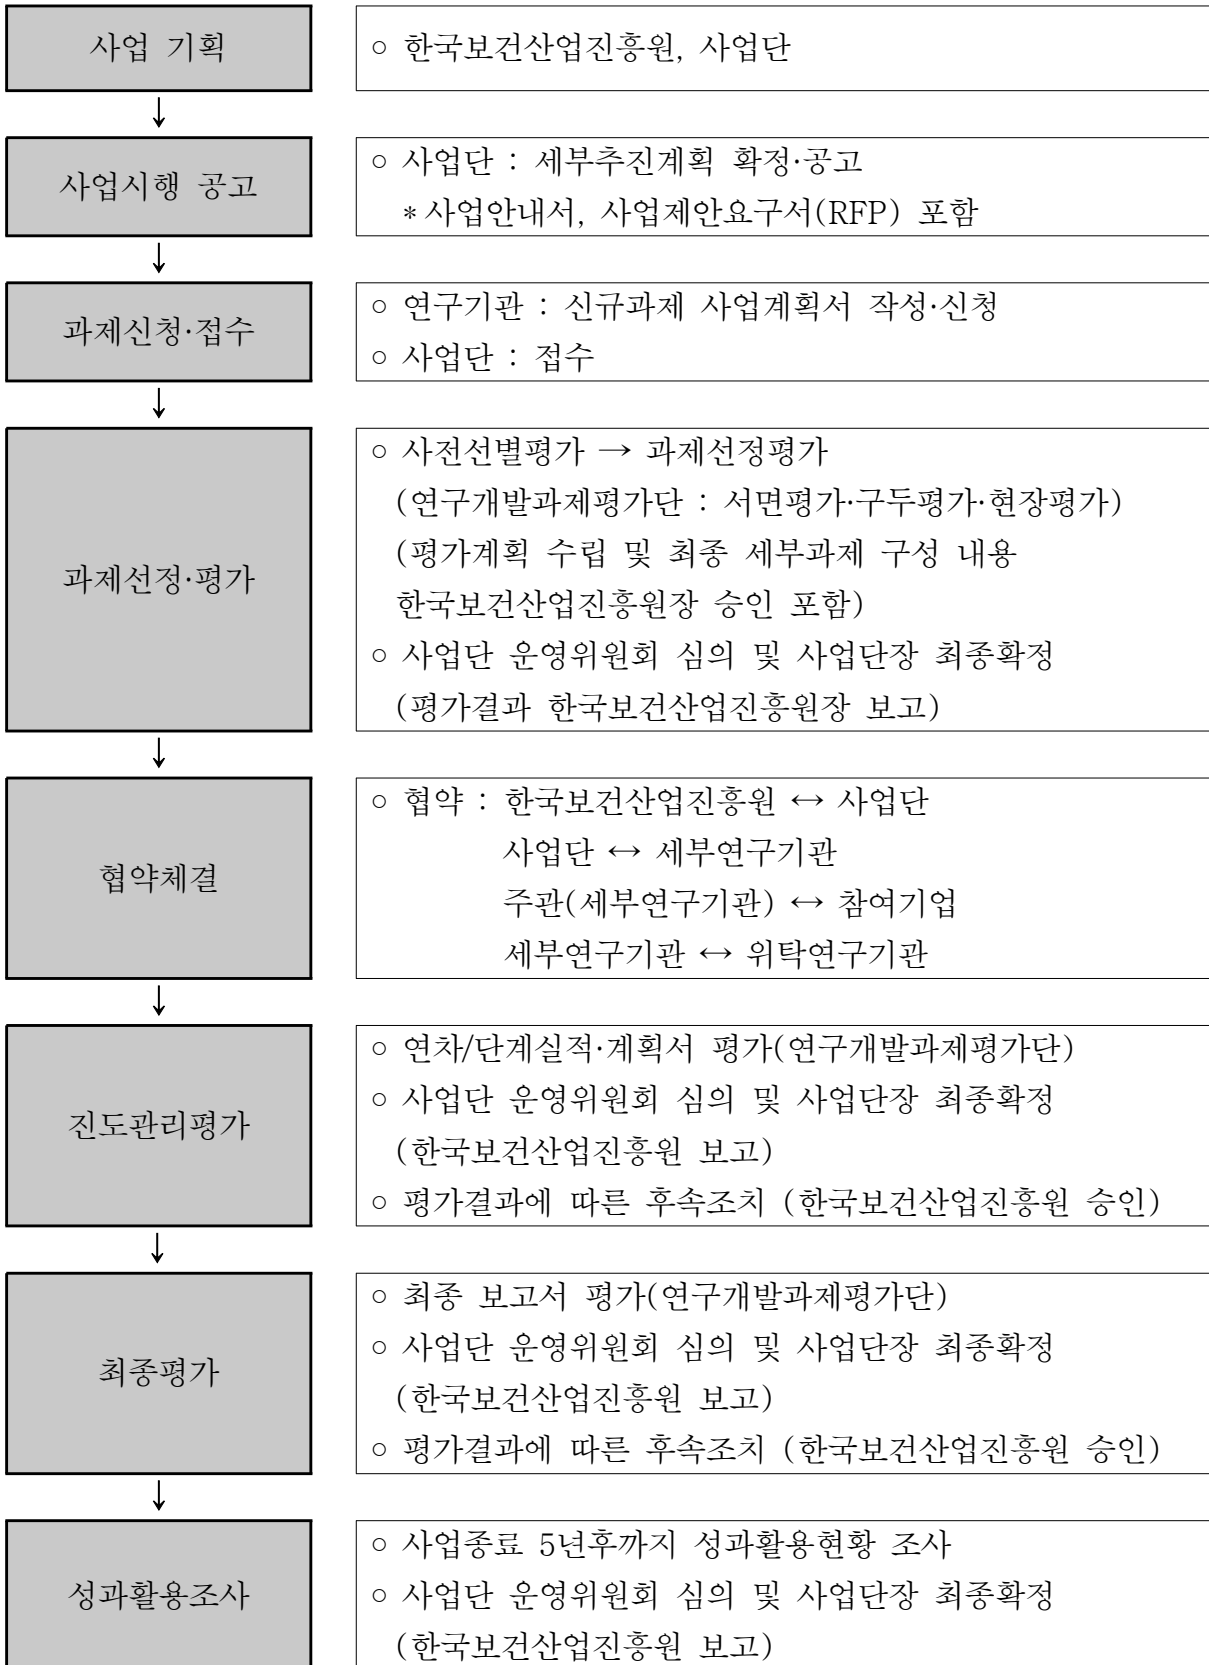 사업 기획
○ 한국보건산업진흥원, 사업단
↓
사업시행 공고
○ 사업단 : 세부추진계획 확정·공고
* 사업안내서, 사업제안요구서(RFP) 포함
↓
과제신청·접수
○ 연구기관 : 신규과제 사업계획서 작성·신청
○ 사업단 : 접수
↓
과제선정·평가
○ 사전선별평가 → 과제선정평가
(연구개발과제평가단 : 서면평가·구두평가·현장평가)
(평가계획 수립 및 최종 세부과제 구성 내용
한국보건산업진흥원장 승인 포함)
○ 사업단 운영위원회 심의 및 사업단장 최종확정
(평가결과 한국보건산업진흥원장 보고)
↓
협약체결
○ 협약 : 한국보건산업진흥원 ↔ 사업단
사업단 ↔ 세부연구기관
주관(세부연구기관) ↔ 참여기업
세부연구기관 ↔ 위탁연구기관
↓
진도관리평가
○ 연차/단계실적·계획서 평가(연구개발과제평가단)
○ 사업단 운영위원회 심의 및 사업단장 최종확정
(한국보건산업진흥원 보고)
○ 평가결과에 따른 후속조치 (한국보건산업진흥원 승인)
↓
최종평가
○ 최종 보고서 평가(연구개발과제평가단)
○ 사업단 운영위원회 심의 및 사업단장 최종확정
(한국보건산업진흥원 보고)
○ 평가결과에 따른 후속조치 (한국보건산업진흥원 승인)
↓
성과활용조사
○ 사업종료 5년후까지 성과활용현황 조사
○ 사업단 운영위원회 심의 및 사업단장 최종확정
(한국보건산업진흥원 보고)